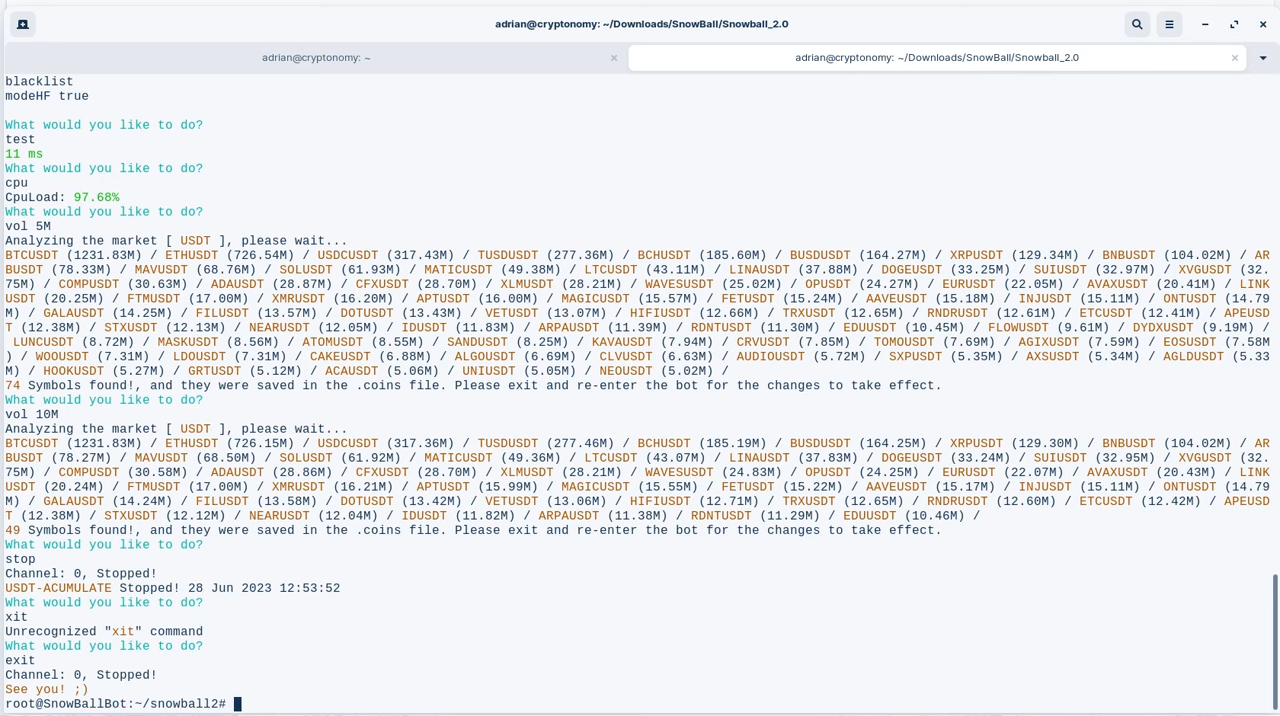 adrian@cryptonomy: ~/Downloads/SnowBall/Snowball_2.0
adrian@cryptonomy: ~
adrian@cryptonomy: ~/Downloads/SnowBall/Snowball_2.0
blacklist
modeHF true
What would you like to do?
test
11 ms
What would you like to do?
cpu
CpuLoad: 97.68%
What would you like to do?
vol 5M
Analyzing the market [ USDT ], please wait...
BTCUSDT (1231.83M) / ETHUSDT (726.54M) / USDCUSDT (317.43M) / TUSDUSDT (277.36M) / BCHUSDT (185.60M) / BUSDUSDT (164.27M) / XRPUSDT (129.34M) / BNBUSDT (104.02M) / AR
BUSDT (78.33M) / MAVUSDT (68.76M) / SOLUSDT (61.93M) / MATICUSDT (49.38M) / LTCUSDT (43.11M) / LINAUSDT (37.88M) / DOGEUSDT (33.25M) / SUIUSDT (32.97M) / XVGUSDT (32.
75M) / COMPUSDT (30.63M) / ADAUSDT (28.87M) / CFXUSDT (28.70M) / XLMUSDT (28.21M) / WAVESUSDT (25.02M) / OPUSDT (24.27M) / EURUSDT (22.05M) / AVAXUSDT (20.41M) / LINK
USDT (20.25M) / FTMUSDT (17.00M) / XMRUSDT (16.20M) / APTUSDT (16.00M) / MAGICUSDT (15.57M) / FETUSDT (15.24M) / AAVEUSDT (15.18M) / INJUSDT (15.11M) / ONTUSDT (14.79
M) / GALAUSDT (14.25M) / FILUSDT (13.57M) / DOTUSDT (13.43M) / VETUSDT (13.07M) / HIFIUSDT (12.66M) / TRXUSDT (12.65M) / RNDRUSDT (12.61M) / ETCUSDT (12.41M) / APEUSD
T (12.38M) / STXUSDT (12.13M) / NEARUSDT (12.05M) / IDUSDT (11.83M) / ARPAUSDT (11.39M) / RDNTUSDT (11.30M) / EDUUSDT (10.45M) / FLOWUSDT (9.61M) / DYDXUSDT (9.19M) /
LUNCUSDT (8.72M) / MASKUSDT (8.56M) / ATOMUSDT (8.55M) / SANDUSDT (8.25M) / KAVAUSDT (7.94M) / CRVUSDT (7.85M) / TOMOUSDT (7.69M) / AGIXUSDT (7.59M) / EOSUSDT (7.58M
) / WOOUSDT (7.31M) / LDOUSDT (7.31M) / CAKEUSDT (6.88M) / ALGOUSDT (6.69M) / CLVUSDT (6.63M) / AUDIOUSDT (5.72M) / SXPUSDT (5.35M) / AXSUSDT (5.34M) / AGLDUSDT (5.33
M) / HOOKUSDT (5.27M) / GRTUSDT (5.12M) / ACAUSDT (5.06M) / UNIUSDT (5.05M) / NEOUSDT (5.02M) /
74 Symbols found!, and they were saved in the .coins file. Please exit and re-enter the bot for the changes to take effect.
What would you like to do?
vol 10M
Analyzing the market [ USDT ], please wait...
BTCUSDT (1231.83M) / ETHUSDT (726.15M) / USDCUSDT (317.36M) / TUSDUSDT (277.46M) / BCHUSDT (185.19M) / BUSDUSDT (164.25M) / XRPUSDT (129.30M) / BNBUSDT (104.02M) / AR
BUSDT (78.27M) / MAVUSDT (68.50M) / SOLUSDT (61.92M) / MATICUSDT (49.36M) / LTCUSDT (43.07M) / LINAUSDT (37.83M) / DOGEUSDT (33.24M) / SUIUSDT (32.95M) / XVGUSDT (32.
75M) / COMPUSDT (30.58M) / ADAUSDT (28.86M) / CFXUSDT (28.70M) / XLMUSDT (28.21M) / WAVESUSDT (24.83M) / OPUSDT (24.25M) / EURUSDT (22.07M) / AVAXUSDT (20.43M) / LINK
USDT (20.24M) / FTMUSDT (17.00M) / XMRUSDT (16.21M) / APTUSDT (15.99M) / MAGICUSDT (15.55M) / FETUSDT (15.22M) / AAVEUSDT (15.17M) / INJUSDT (15.11M) / ONTUSDT (14.79
M) / GALAUSDT (14.24M) / FILUSDT (13.58M) / DOTUSDT (13.42M) / VETUSDT (13.06M) / HIFIUSDT (12.71M) / TRXUSDT (12.65M) / RNDRUSDT (12.60M) / ETCUSDT (12.42M) / APEUSD
T (12.38M) / STXUSDT (12.12M) / NEARUSDT (12.04M) / IDUSDT (11.82M) / ARPAUSDT (11.38M) / RDNTUSDT (11.29M) / EDUUSDT (10.46M) /
49 Symbols found!, and they were saved in the .coins file. Please exit and re-enter the bot for the changes to take effect.
What would you like to do?
stop
Channel: 0, Stopped!
USDT-ACUMULATE Stopped! 28 Jun 2023 12:53:52
What would you like to do?
xit
Unrecognized "xit" command
What would you like to do?
exit
Channel: 0, Stopped!
See you! ;)
root@SnowBallBot:~/snowball2#